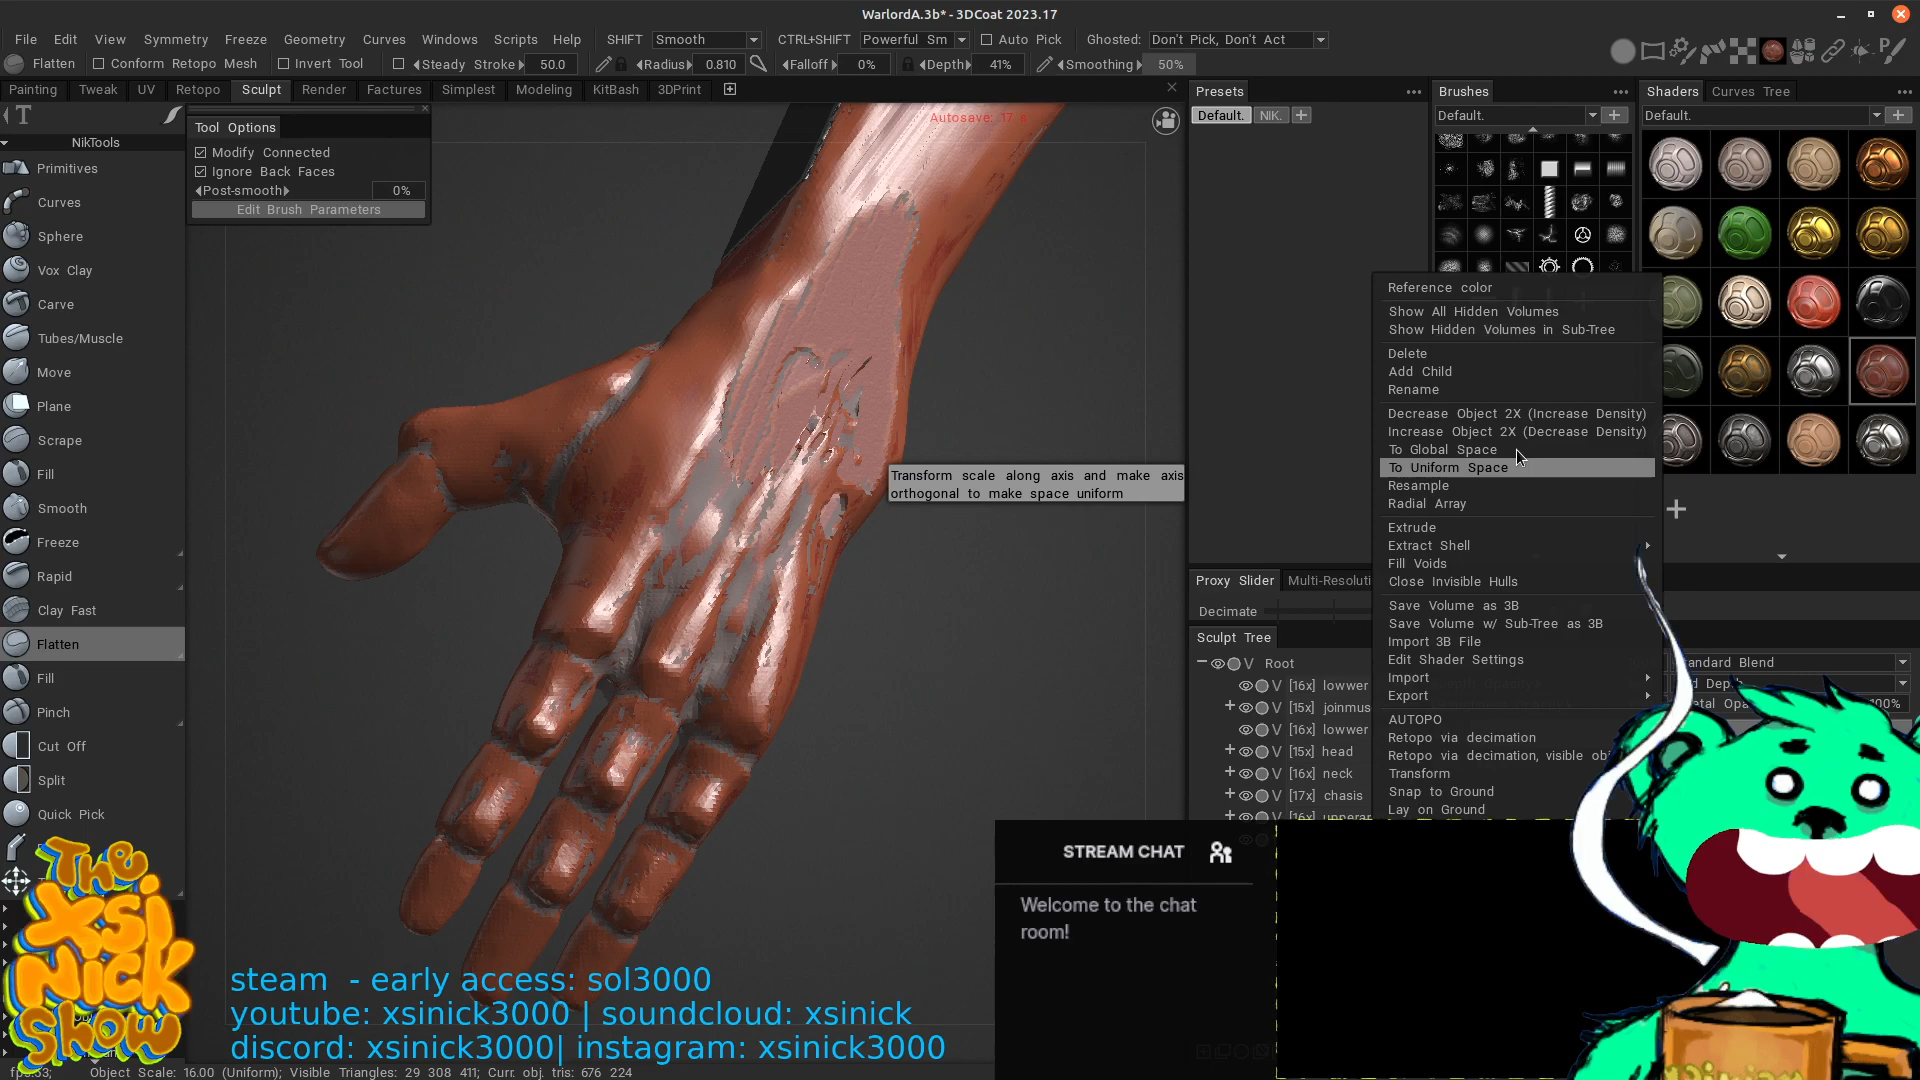 WarlordA.3b* - 3DCoat 2023.17
File Edit View Symmetry Freeze Geometry Curves Windows Scripts Help SHIFT Smooth CTRL+SHIFT Powerful Sm Auto Pick Ghosted: Don't Pick, Don't Act
Flatten Conform Retopo Mesh Invert Tool Steady Stroke 50.0 Radius 0.810 Falloff 0% Depth 41% Smoothing 50%
Painting Tweak UV Retopo Sculpt Render Factures Simplest Modeling KitBash 3DPrint
Autosave: 17 s
Tool Options
Modify Connected
Ignore Back Faces
Post-smooth 0%
Edit Brush Parameters
NikTools
Primitives
Curves
Sphere
Vox Clay
Carve
Tubes/Muscle
Move
Plane
Scrape
Fill
Smooth
Freeze
Rapid
Clay Fast
Flatten
Fill
Pinch
Cut Off
Split
Quick Pick
Presets
Default. NIK.
Brushes
Default.
Shaders Curves Tree
Default.
Reference color
Show All Hidden Volumes
Show Hidden Volumes in Sub-Tree
Delete
Add Child
Rename
Decrease Object 2X (Increase Density)
Increase Object 2X (Decrease Density)
To Global Space
To Uniform Space
Resample
Radial Array
Extrude
Extract Shell
Fill Voids
Close Invisible Hulls
Save Volume as 3B
Save Volume w/ Sub-Tree as 3B
Import 3B File
Edit Shader Settings
Import
Export
AUTOPO
Retopo via decimation
Retopo via decimation, visible
Transform
Snap to Ground
Lay on Ground
Transform scale along axis and make axis
orthogonal to make space uniform
Proxy Slider Multi-Resoluti
Decimate
Sculpt Tree
V Root
V [16x] lowwer
V [15x] joinmus
V [16x] lowwer
V [15x] head
V [16x] neck
V [17x] chasis
Blend
100%
STREAM CHAT
Welcome to the chat
room!
The
xsi
Nick
Show
steam - early access: sol3000
youtube: xsinick3000 | soundcloud: xsinick
discord: xsinick3000| instagram: xsinick3000
Object Scale: 16.00 (Uniform); Visible Triangles: 29 308 411; Curr. obj. tris: 676 224